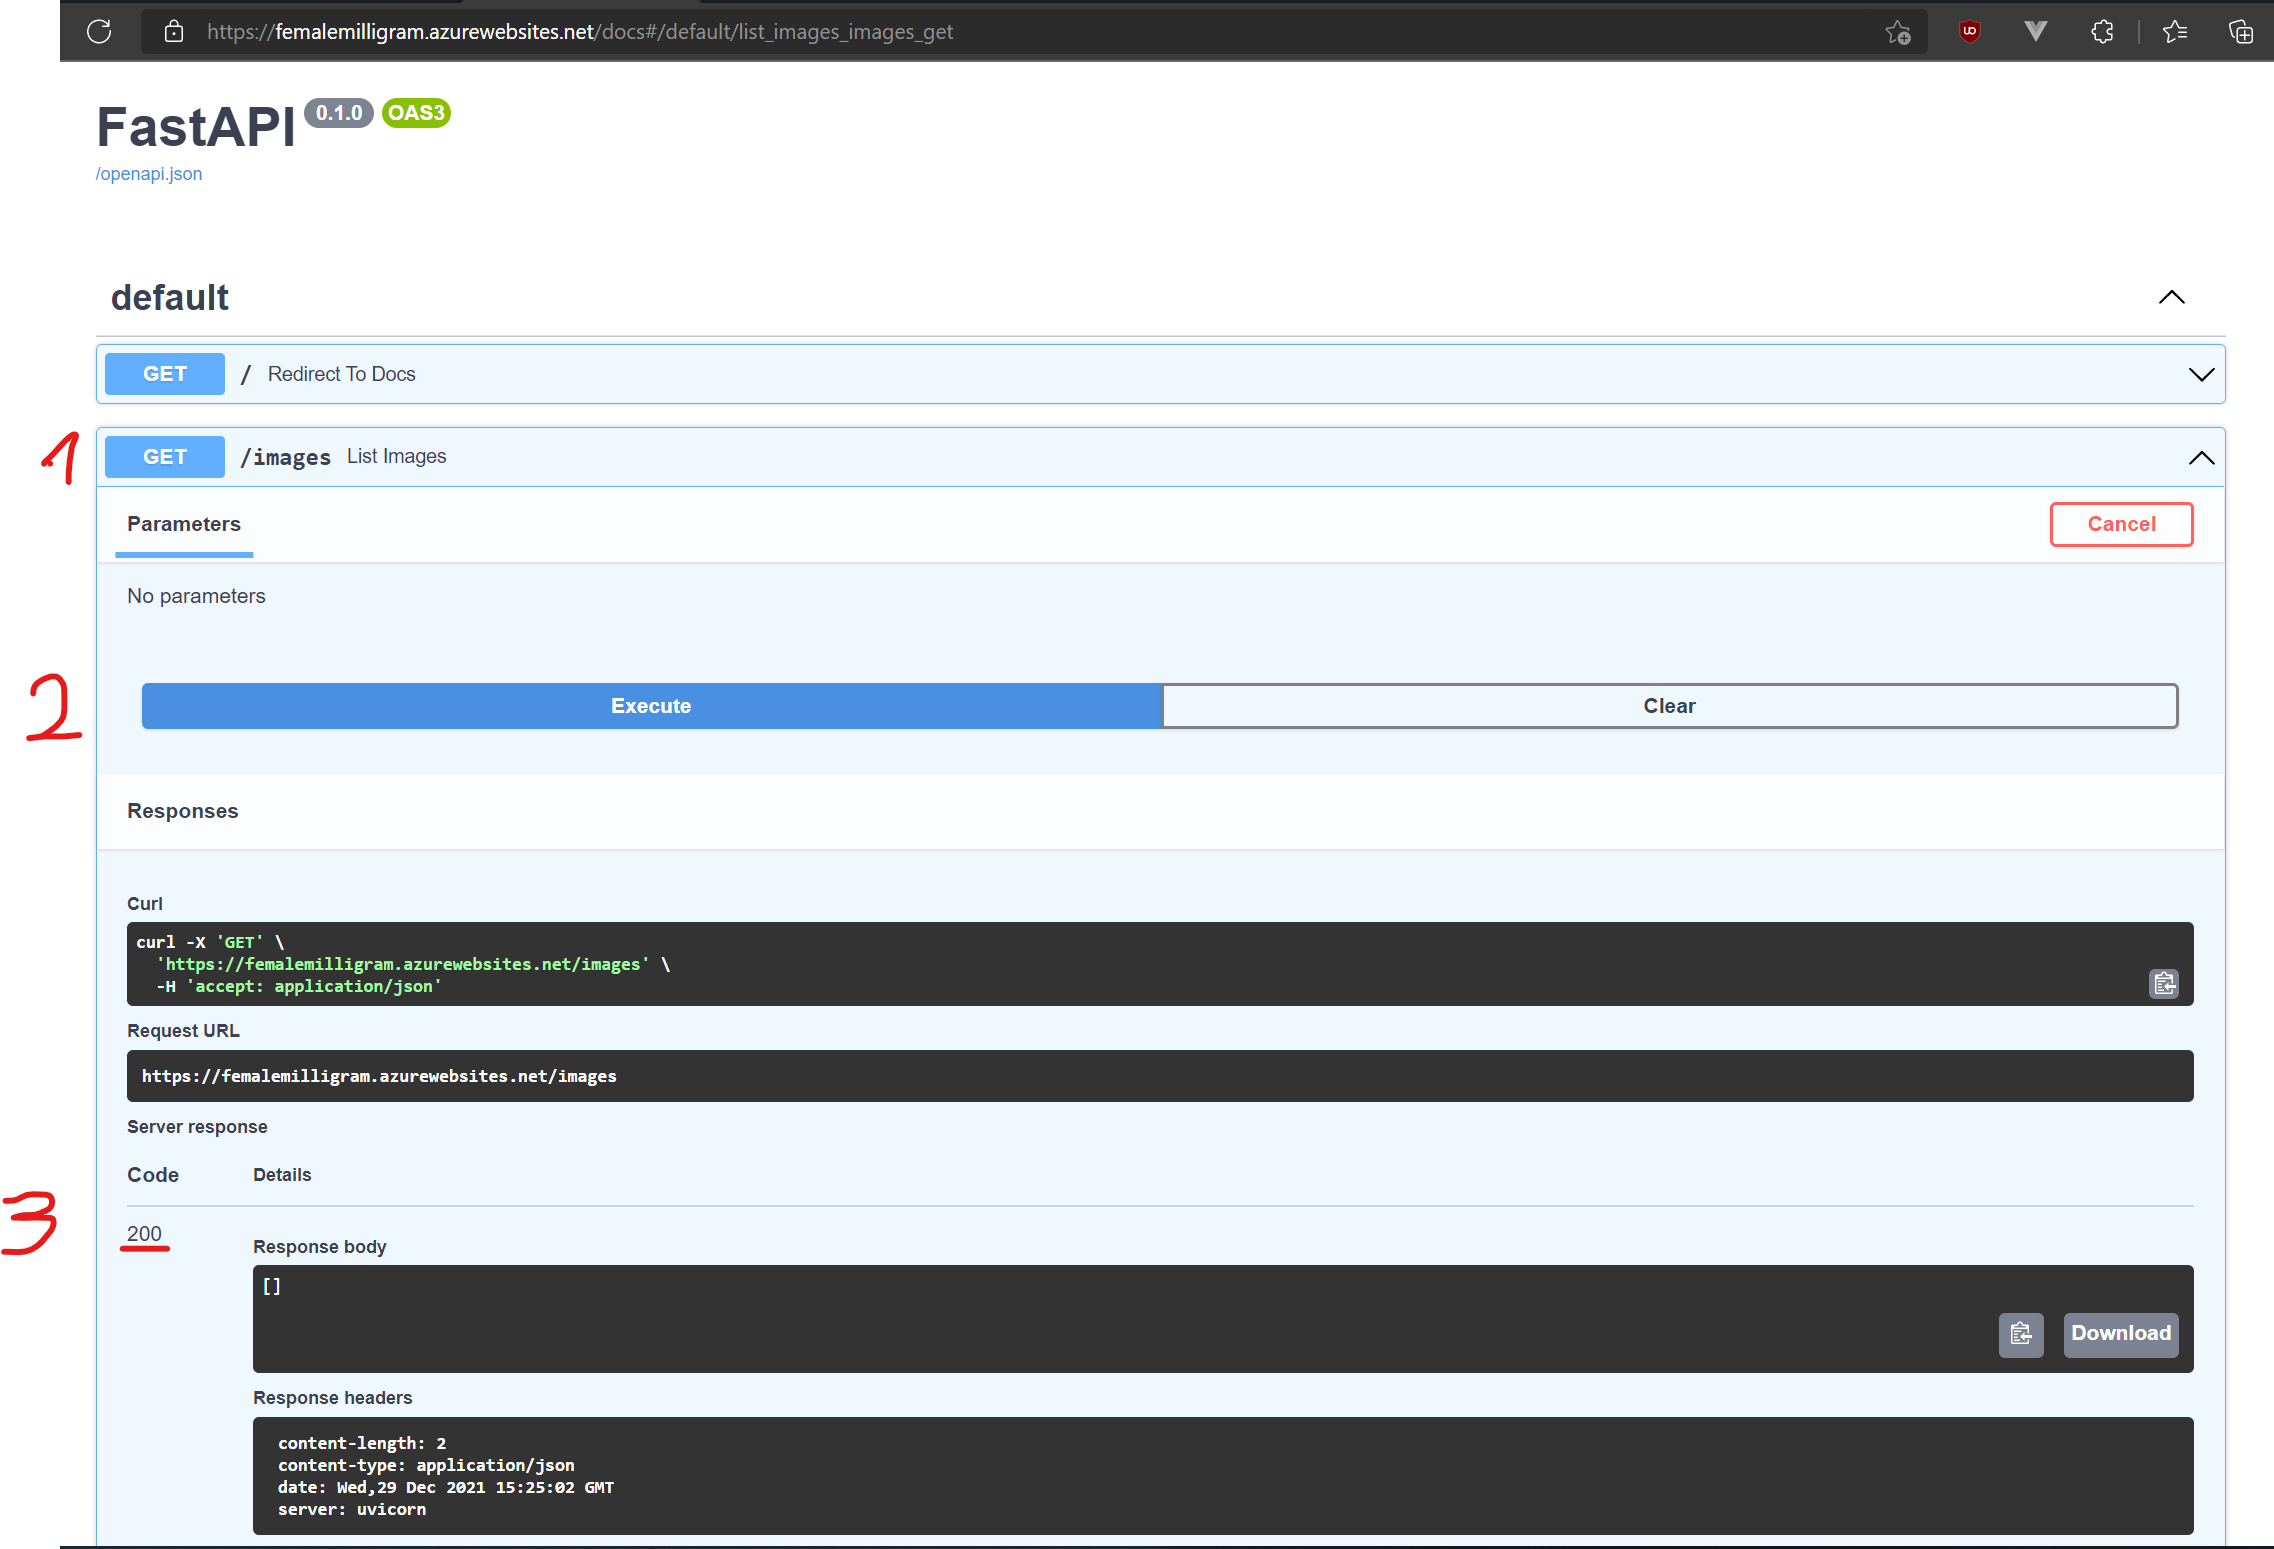 https://femalemilligram.azurewebsites.net/docs#/default/list_images_images_get
FastAPI 0.1.0 OAS3
/openapi.json
default
GET / Redirect To Docs
1
GET /images List Images
Parameters
Cancel
No parameters
2
Execute
Clear
Responses
Curl
curl -X 'GET' \
'https://femalemilligram.azurewebsites.net/images' \
-H 'accept: application/json'
Request URL
https://femalemilligram.azurewebsites.net/images
Server response
Code Details
3
200
Response body
[]
Download
Response headers
content-length: 2
content-type: application/json
date: Wed,29 Dec 2021 15:25:02 GMT
server: uvicorn